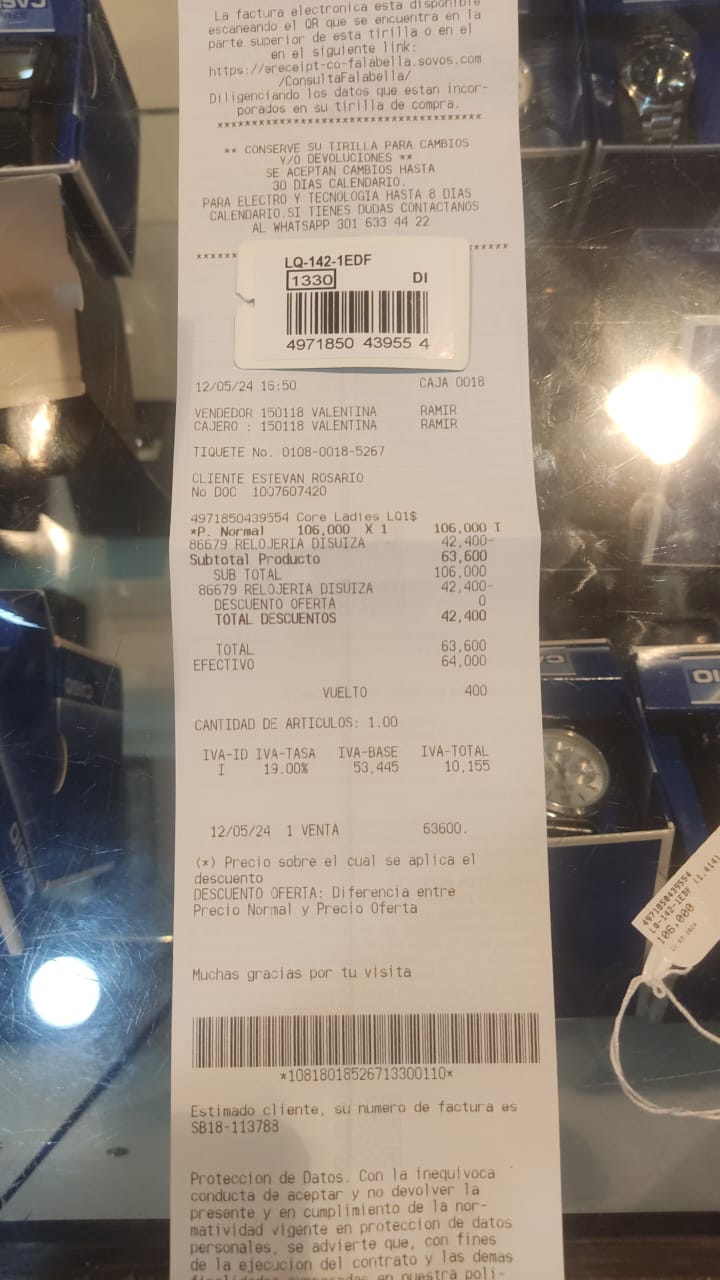 La factura electronica esta disponible
escaneando el QR que se encuentra en la
parte superior de esta tirilla o en el
en el siguiente link:
https://ereceipt-co-falabella.sovos.com
/ConsultaFalabella/
Diligenciando los datos que estan incor-
porados en su tirilla de compra.
***************************************
** CONSERVE SU TIRILLA PARA CAMBIOS
Y/O DEVOLUCIONES **
SE ACEPTAN CAMBIOS HASTA
30 DIAS CALENDARIO.
PARA ELECTRO Y TECNOLOGIA HASTA 8 DIAS
CALENDARIO.SI TIENES DUDAS CONTACTANOS
AL WHATSAPP 301 633 44 22
LQ-142-1EDF
1330 DI
4971850 43955 4
12/05/24 16:50 CAJA 0018
VENDEDOR 150118 VALENTINA RAMIR
CAJERO : 150118 VALENTINA RAMIR
TIQUETE No. 0108-0018-5267
CLIENTE ESTEVAN ROSARIO
No DOC 1007607420
4971850439554 Core Ladies LQ1$
*P. Normal 106,000 X 1 106,000 I
86679 RELOJERIA DISUIZA 42,400-
Subtotal Producto 63,600
SUB TOTAL 106,000
86679 RELOJERIA DISUIZA 42,400-
DESCUENTO OFERTA 0
TOTAL DESCUENTOS 42,400
TOTAL 63,600
EFECTIVO 64,000
VUELTO 400
CANTIDAD DE ARTICULOS: 1.00
IVA-ID IVA-TASA IVA-BASE IVA-TOTAL
I 19.00% 53,445 10,155
12/05/24 1 VENTA 63600.
(*) Precio sobre el cual se aplica el
descuento
DESCUENTO OFERTA: Diferencia entre
Precio Normal y Precio Oferta
Muchas gracias por tu visita
*10818018526713300110*
Estimado cliente, su numero de factura es
SB18-113788
Proteccion de Datos. Con la inequivoca
conducta de aceptar y no devolver la
presente y en cumplimiento de la nor-
matividad vigente en proteccion de datos
personales, se advierte que, con fines
de la ejecucion del contrato y las demas
en nuestra poli-
4971850439554
LQ-142-1EDF (1.414)
106,000
CASIO
CASIO